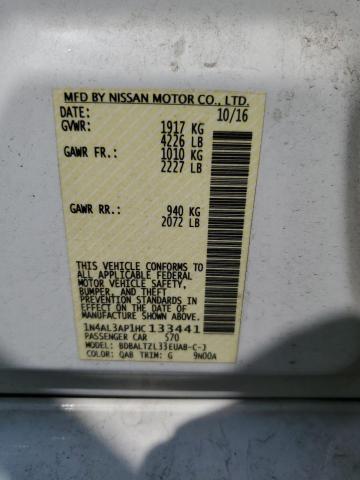 MFD BY NISSAN MOTOR CO., LTD.
DATE: 10/16
GVWR: 1917 KG
4226 LB
GAWR FR.: 1010 KG
2227 LB
GAWR RR.: 940 KG
2072 LB
THIS VEHICLE CONFORMS TO
ALL APPLICABLE FEDERAL
MOTOR VEHICLE SAFETY,
BUMPER, AND THEFT
PREVENTION STANDARDS IN
EFFECT ON THE DATE OF
MANUFACTURE SHOWN ABOVE.
1N4AL3AP1HC133441
PASSENGER CAR 570
MODEL: BDBALTZL33EUAB-C-J
COLOR: QAB TRIM: G 9N00A